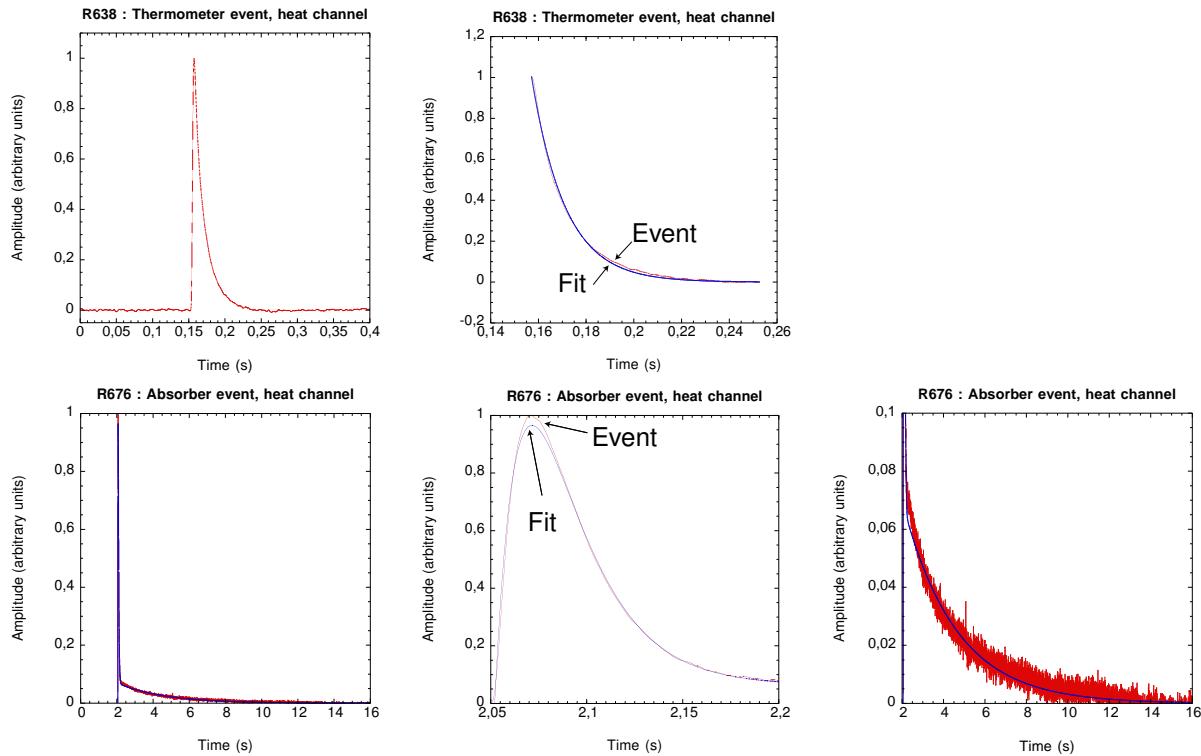 R638 : Thermometer event, heat channel
Amplitude (arbitrary units)
1
0,8
0,6
0,4
0,2
0
0 0,05 0,1 0,15 0,2 0,25 0,3 0,35 0,4
Time (s)
R638 : Thermometer event, heat channel
Amplitude (arbitrary units)
1,2
1
0,8
0,6
0,4
0,2
0
-0,2
Event
Fit
0,14 0,16 0,18 0,2 0,22 0,24 0,26
Time (s)
R676 : Absorber event, heat channel
Amplitude (arbitrary units)
1
0,8
0,6
0,4
0,2
0
0 2 4 6 8 10 12 14 16
Time (s)
R676 : Absorber event, heat channel
Amplitude (arbitrary units)
1
0,8
0,6
0,4
0,2
0
Event
Fit
2,05 2,1 2,15 2,2
Time (s)
R676 : Absorber event, heat channel
Amplitude (arbitrary units)
0,1
0,08
0,06
0,04
0,02
0
2 4 6 8 10 12 14 16
Time (s)